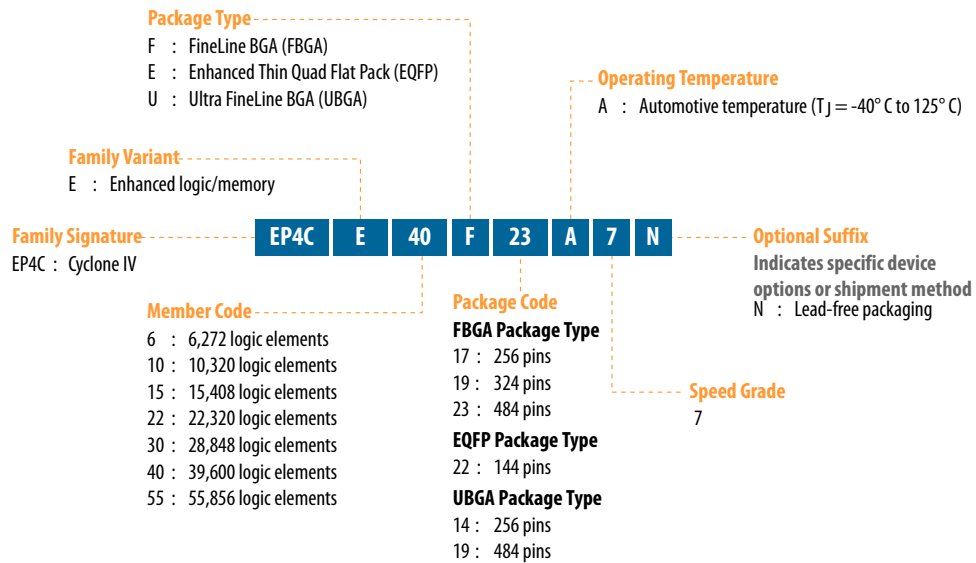 Package Type
F : FineLine BGA (FBGA)
E : Enhanced Thin Quad Flat Pack (EQFP)
U : Ultra FineLine BGA (UBGA)
Operating Temperature
A : Automotive temperature (TJ = -40° C to 125° C)
Family Variant
E : Enhanced logic/memory
Family Signature
EP4C : Cyclone IV
EP4C E 40 F 23 A 7 N
Optional Suffix
Indicates specific device
options or shipment method
N : Lead-free packaging
Member Code
6 : 6,272 logic elements
10 : 10,320 logic elements
15 : 15,408 logic elements
22 : 22,320 logic elements
30 : 28,848 logic elements
40 : 39,600 logic elements
55 : 55,856 logic elements
Package Code
FBGA Package Type
17 : 256 pins
19 : 324 pins
23 : 484 pins
EQFP Package Type
22 : 144 pins
UBGA Package Type
14 : 256 pins
19 : 484 pins
Speed Grade
7